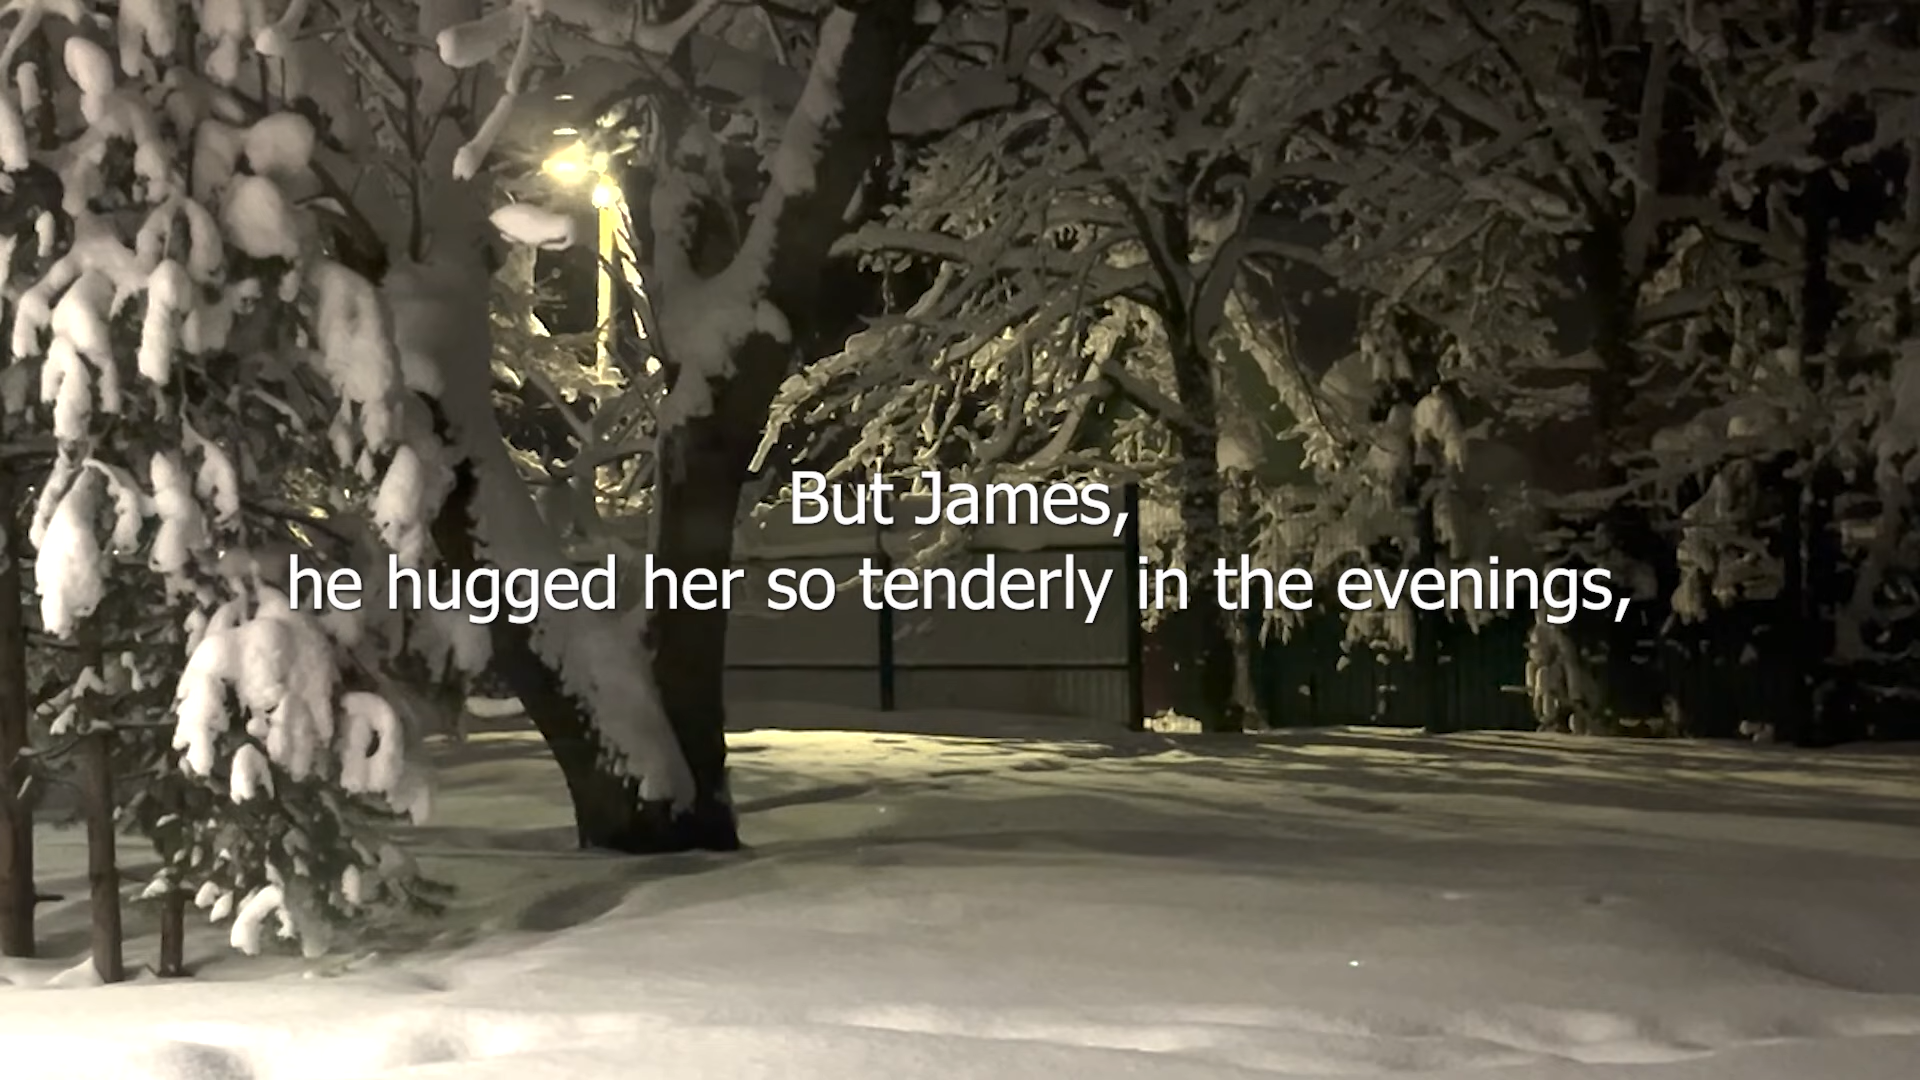 But James,
he hugged her so tenderly in the evenings,